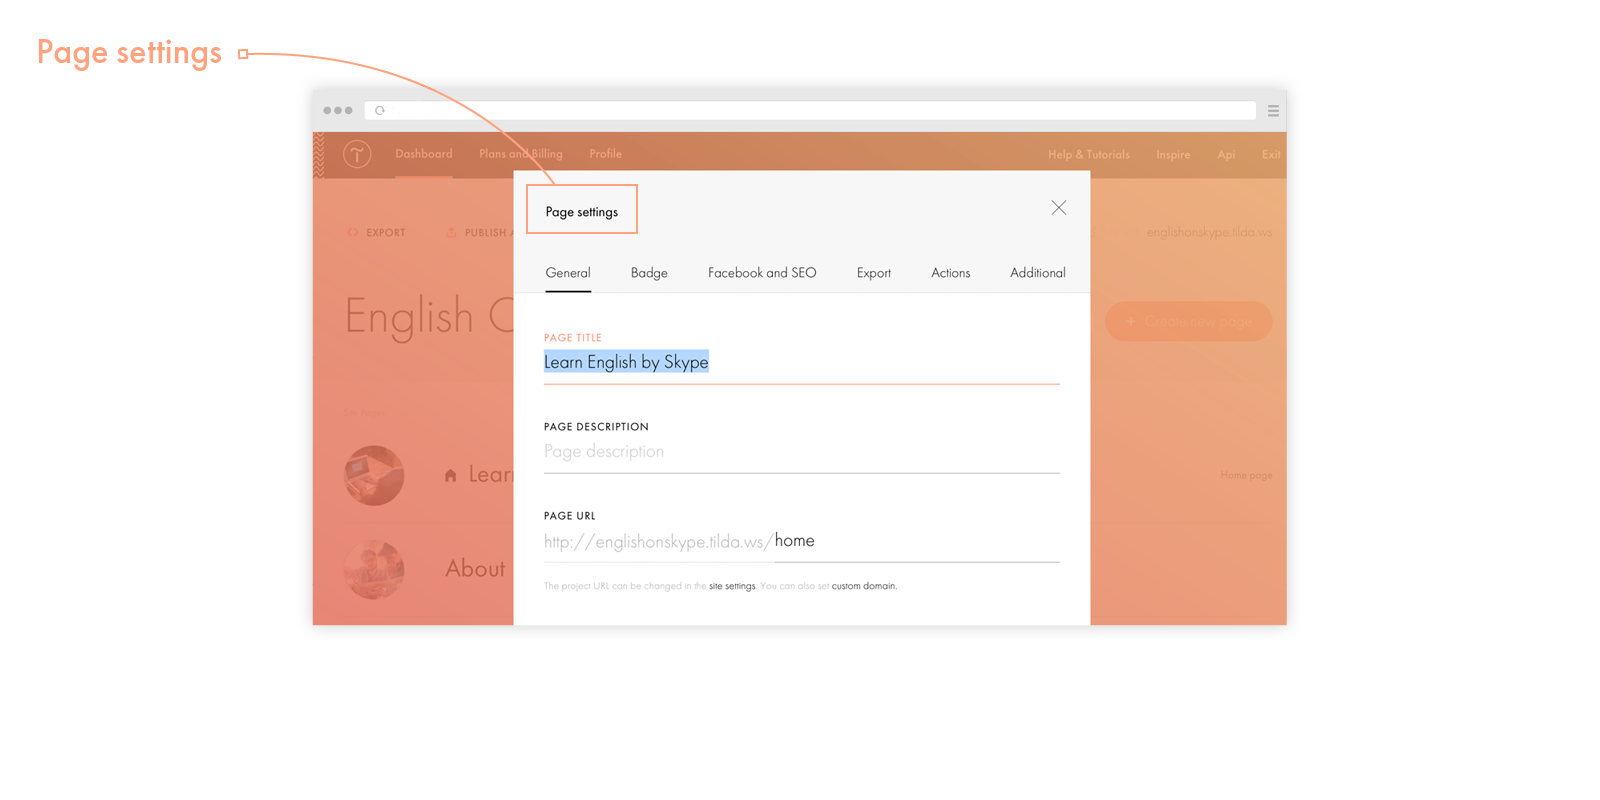 Page settings
Dashboard Plans and Billing Profile Help & Tutorials Inspire Api Exit
Page settings
EXPORT PUBLISH englishonskype.tilda.ws
General Badge Facebook and SEO Export Actions Additional
English C
+ Create new page
PAGE TITLE
Learn English by Skype
Site Pages
PAGE DESCRIPTION
Page description
Lear
Home page
PAGE URL
http://englishonskype.tilda.ws/home
About
The project URL can be changed in the site settings. You can also set custom domain.